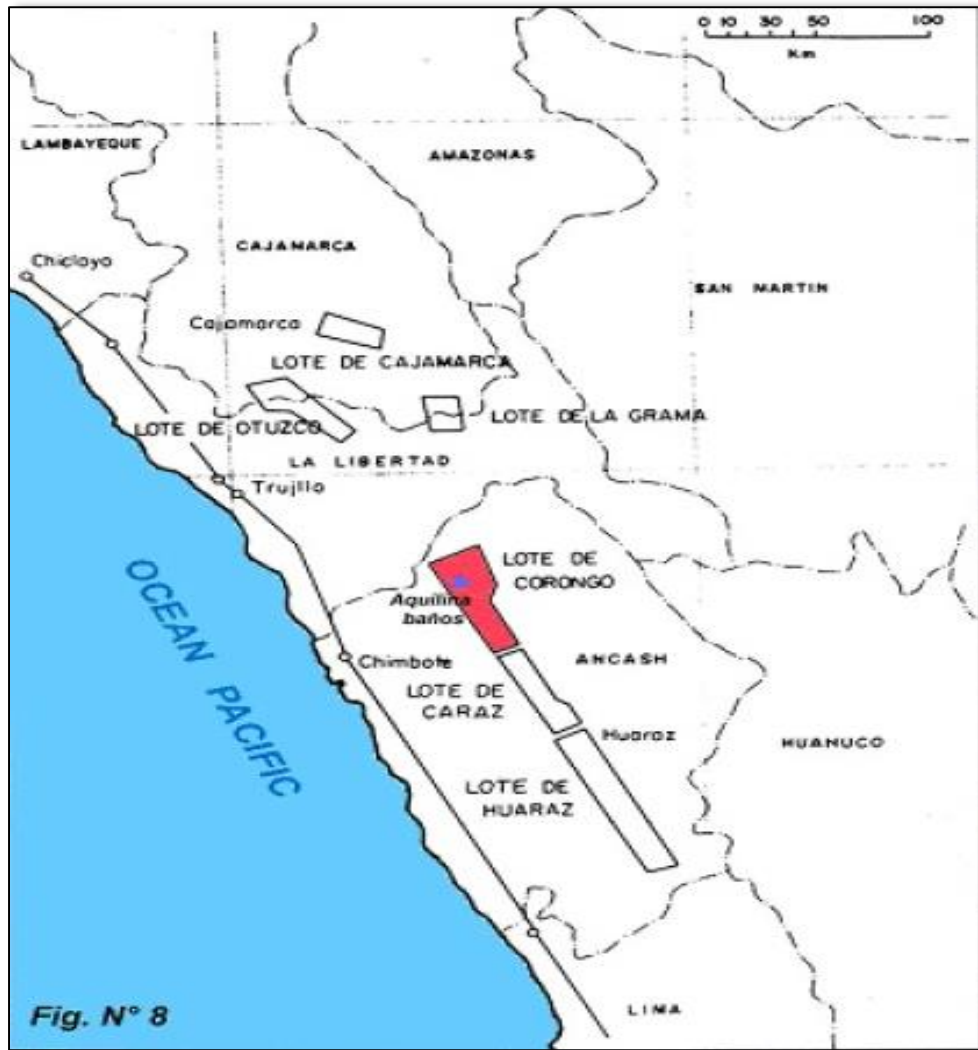 0 10 30 50 100
Km
LAMBAYEQUE
AMAZONAS
CAJAMARCA
Chiclayo
SAN MARTIN
Cajamarca
LOTE DE CAJAMARCA
LOTE DE OTUZCO
LOTE DE LA GRAMA
LA LIBERTAD
Trujillo
LOTE DE
CORONGO
OCEAN PACIFIC
Aquilina
baños
Chimbote
ANCASH
LOTE DE
CARAZ
Huaraz
HUANUCO
LOTE DE
HUARAZ
Fig. N° 8
LIMA